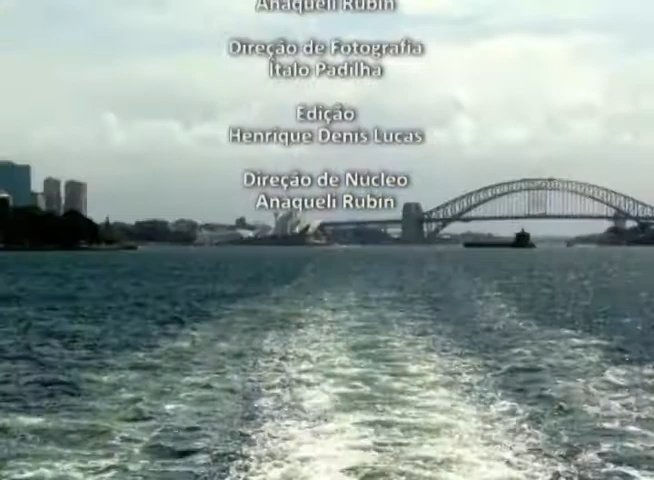 Anaqueli Rubin
Direção de Fotografia
Ítalo Padilha
Edição
Henrique Denis Lucas
Direção de Núcleo
Anaqueli Rubin